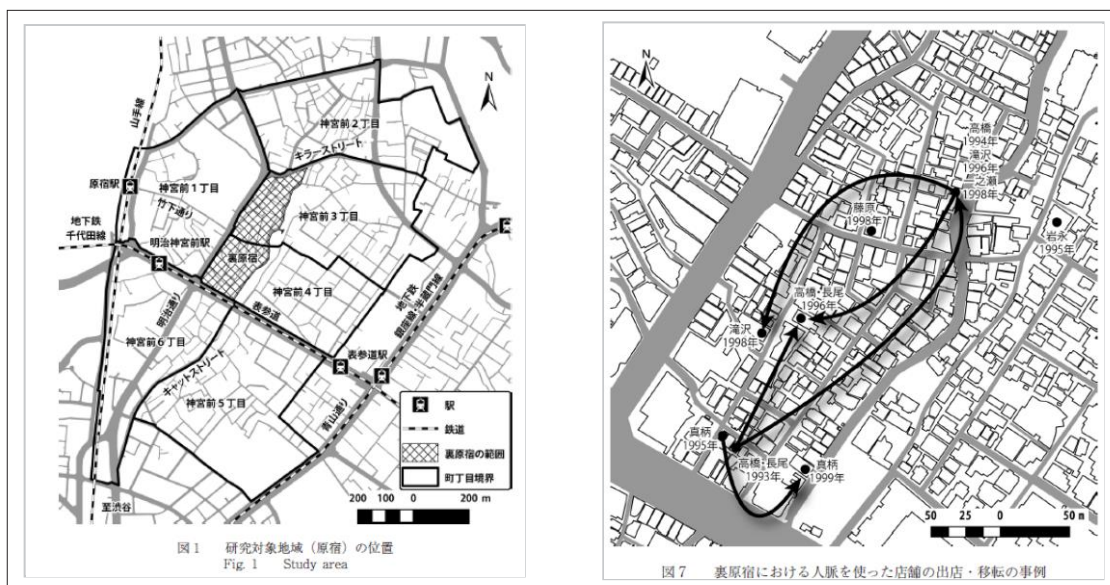 N
山手線
神宮前2丁目
キラーストリート
原宿駅
神宮前1丁目
竹下通り
神宮前3丁目
地下鉄
千代田線
明治神宮前駅
裏原宿
神宮前4丁目
地下鉄
銀座線・半蔵門線
明治通り
表参道
神宮前6丁目
表参道駅
キャットストリート
神宮前5丁目
青山通り
駅
鉄道
裏原宿の範囲
町丁目境界
200 100 0 200 m
至渋谷
図1 研究対象地域（原宿）の位置
Fig. 1 Study area
N
高橋
1994年
滝沢
1996年
一之瀬
1998年
藤原
1998年
岩永
1995年
高橋・長尾
1996年
滝沢
1998年
真柄
1995年
高橋・長尾
1993年
真柄
1999年
50 25 0 50 m
図7 裏原宿における人脈を使った店舗の出店・移転の事例